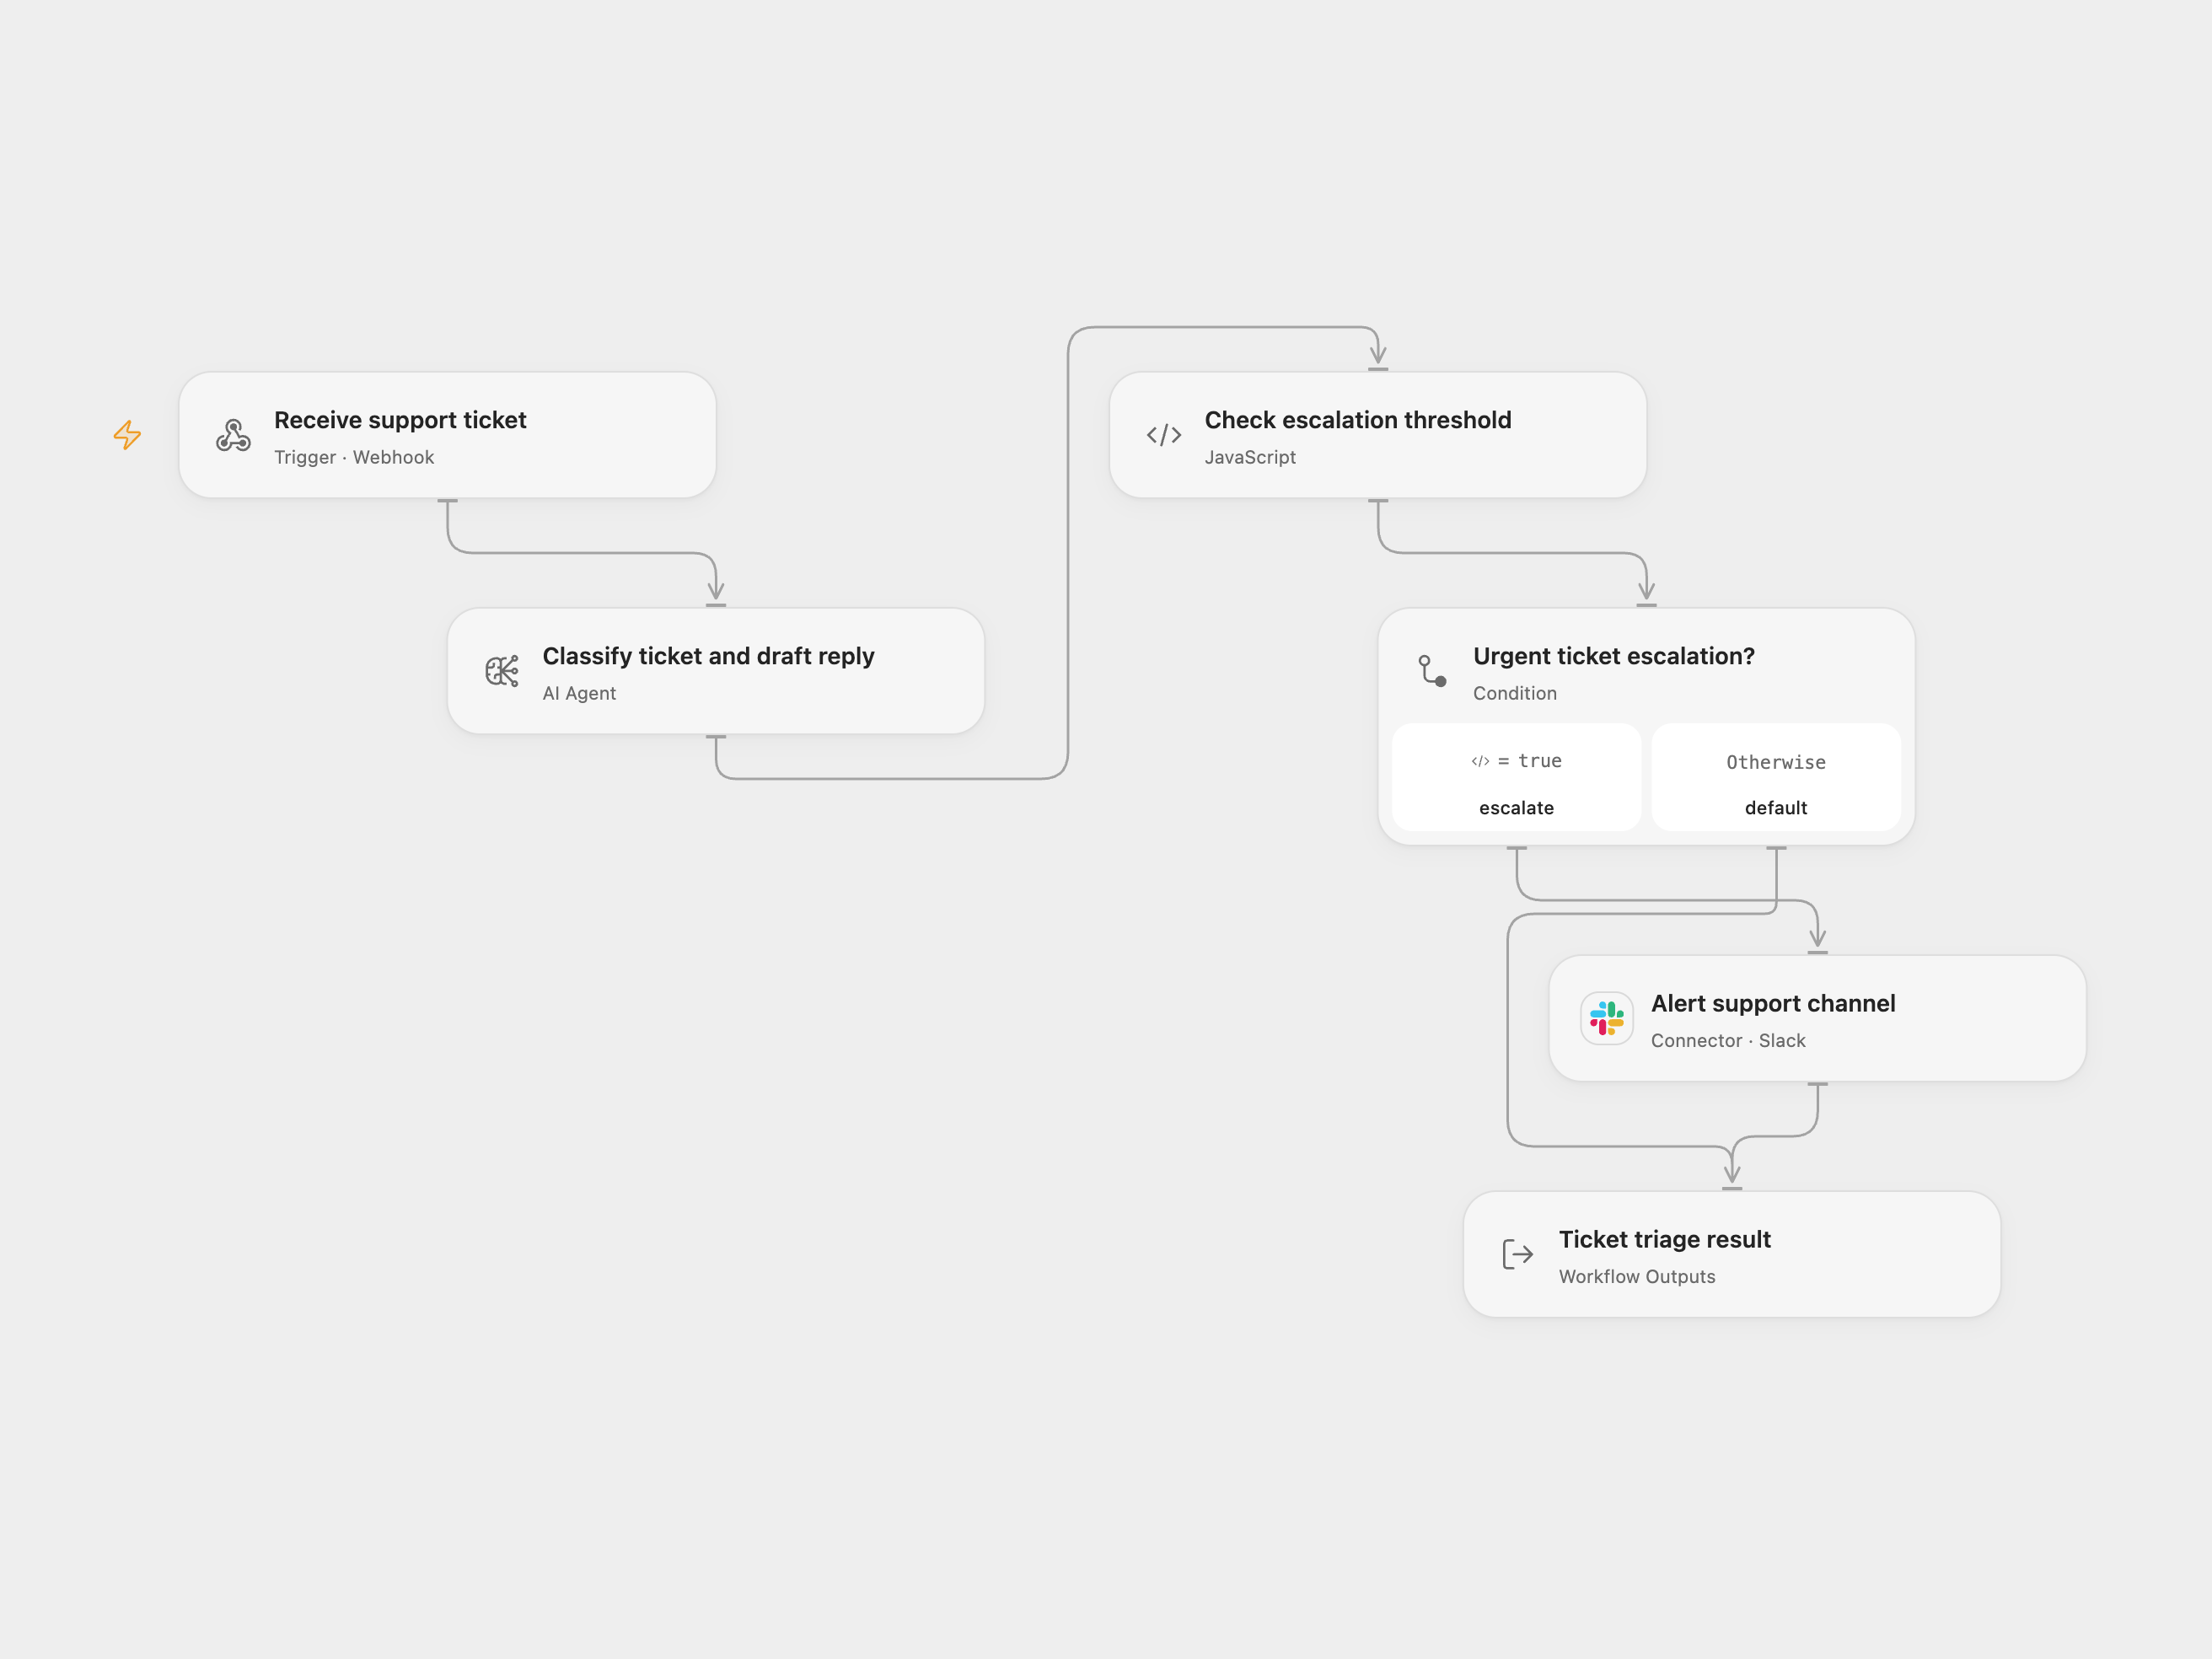 Receive support ticket
Trigger · Webhook
Classify ticket and draft reply
AI Agent
Check escalation threshold
JavaScript
Urgent ticket escalation?
Condition
</> = true
escalate
Otherwise
default
Alert support channel
Connector · Slack
Ticket triage result
Workflow Outputs